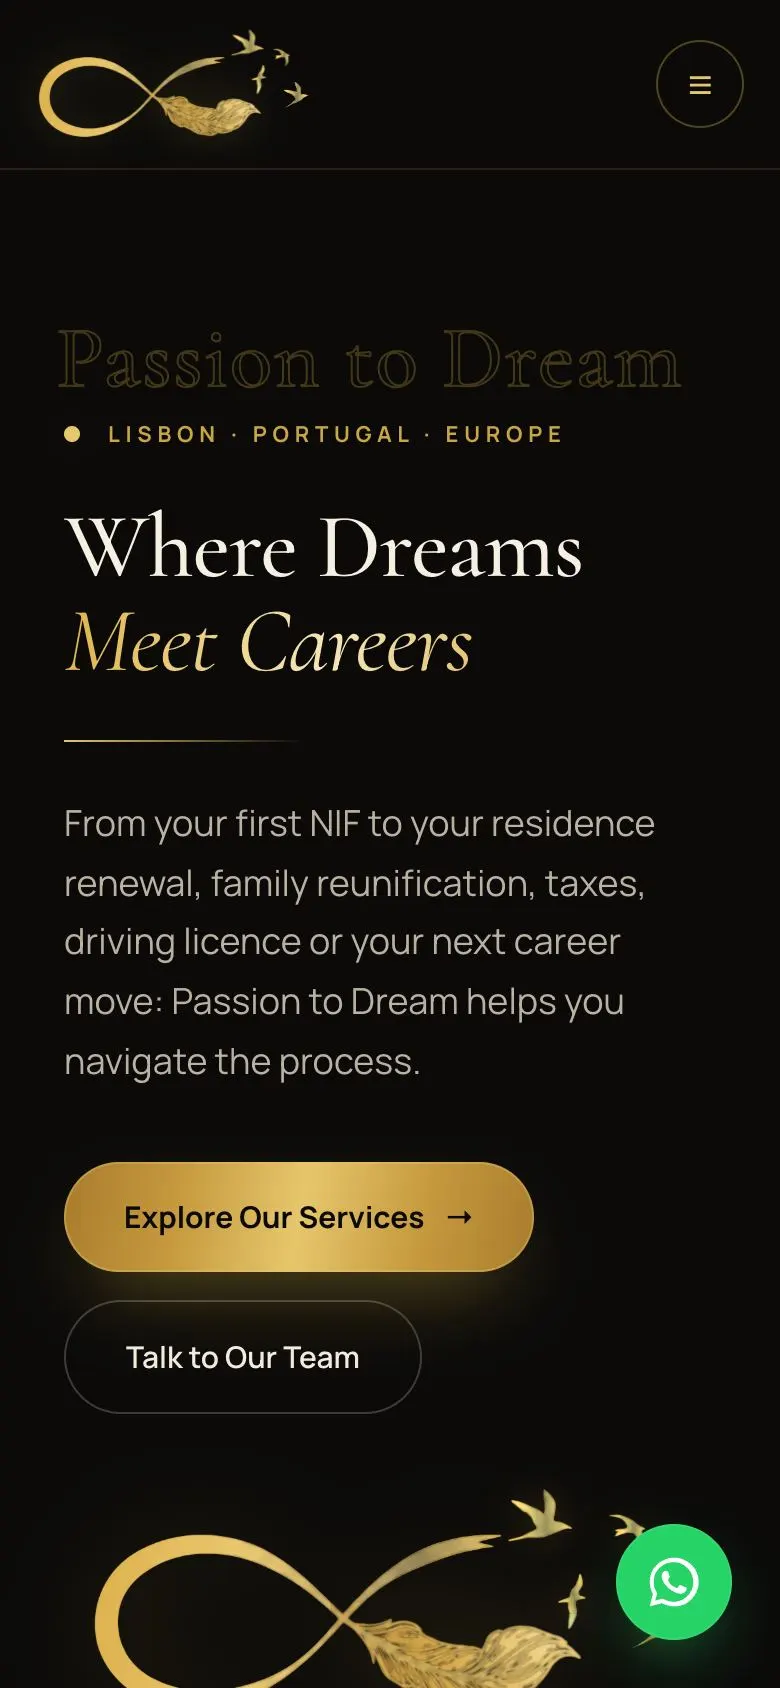 Passion to Dream
LISBON · PORTUGAL · EUROPE
Where Dreams
Meet Careers
From your first NIF to your residence
renewal, family reunification, taxes,
driving licence or your next career
move: Passion to Dream helps you
navigate the process.
Explore Our Services →
Talk to Our Team